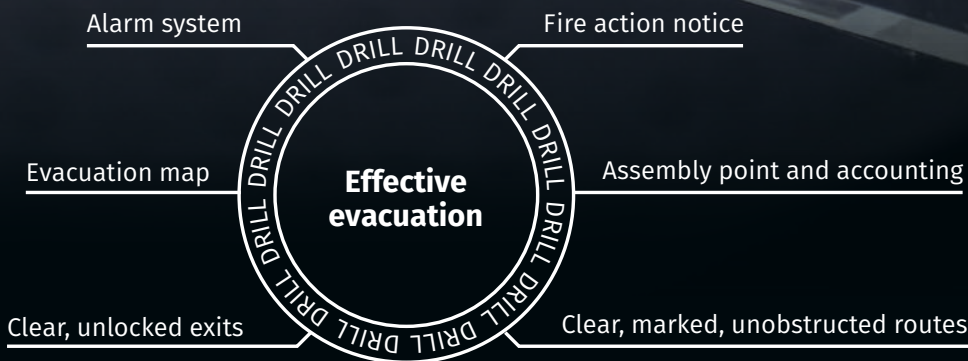 Alarm system
Fire action notice
DRILL DRILL DRILL DRILL DRILL DRILL DRILL DRILL DRILL DRILL DRILL DRILL
Evacuation map
Effective
evacuation
Assembly point and accounting
Clear, unlocked exits
Clear, marked, unobstructed routes